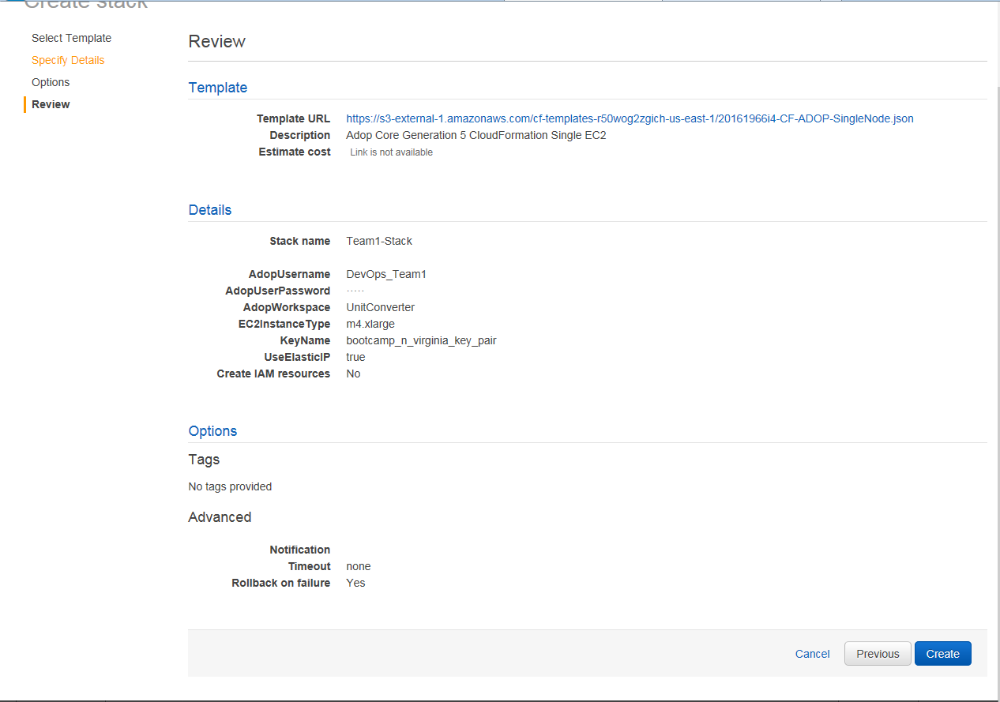 Create stack
Select Template
Specify Details
Options
Review
Review
Template
Template URL https://s3-external-1.amazonaws.com/cf-templates-r50wog2zgich-us-east-1/20161966i4-CF-ADOP-SingleNode.json
Description Adop Core Generation 5 CloudFormation Single EC2
Estimate cost Link is not available
Details
Stack name Team1-Stack
AdopUsername DevOps_Team1
AdopUserPassword ·····
AdopWorkspace UnitConverter
EC2InstanceType m4.xlarge
KeyName bootcamp_n_virginia_key_pair
UseElasticIP true
Create IAM resources No
Options
Tags
No tags provided
Advanced
Notification
Timeout none
Rollback on failure Yes
Cancel Previous Create